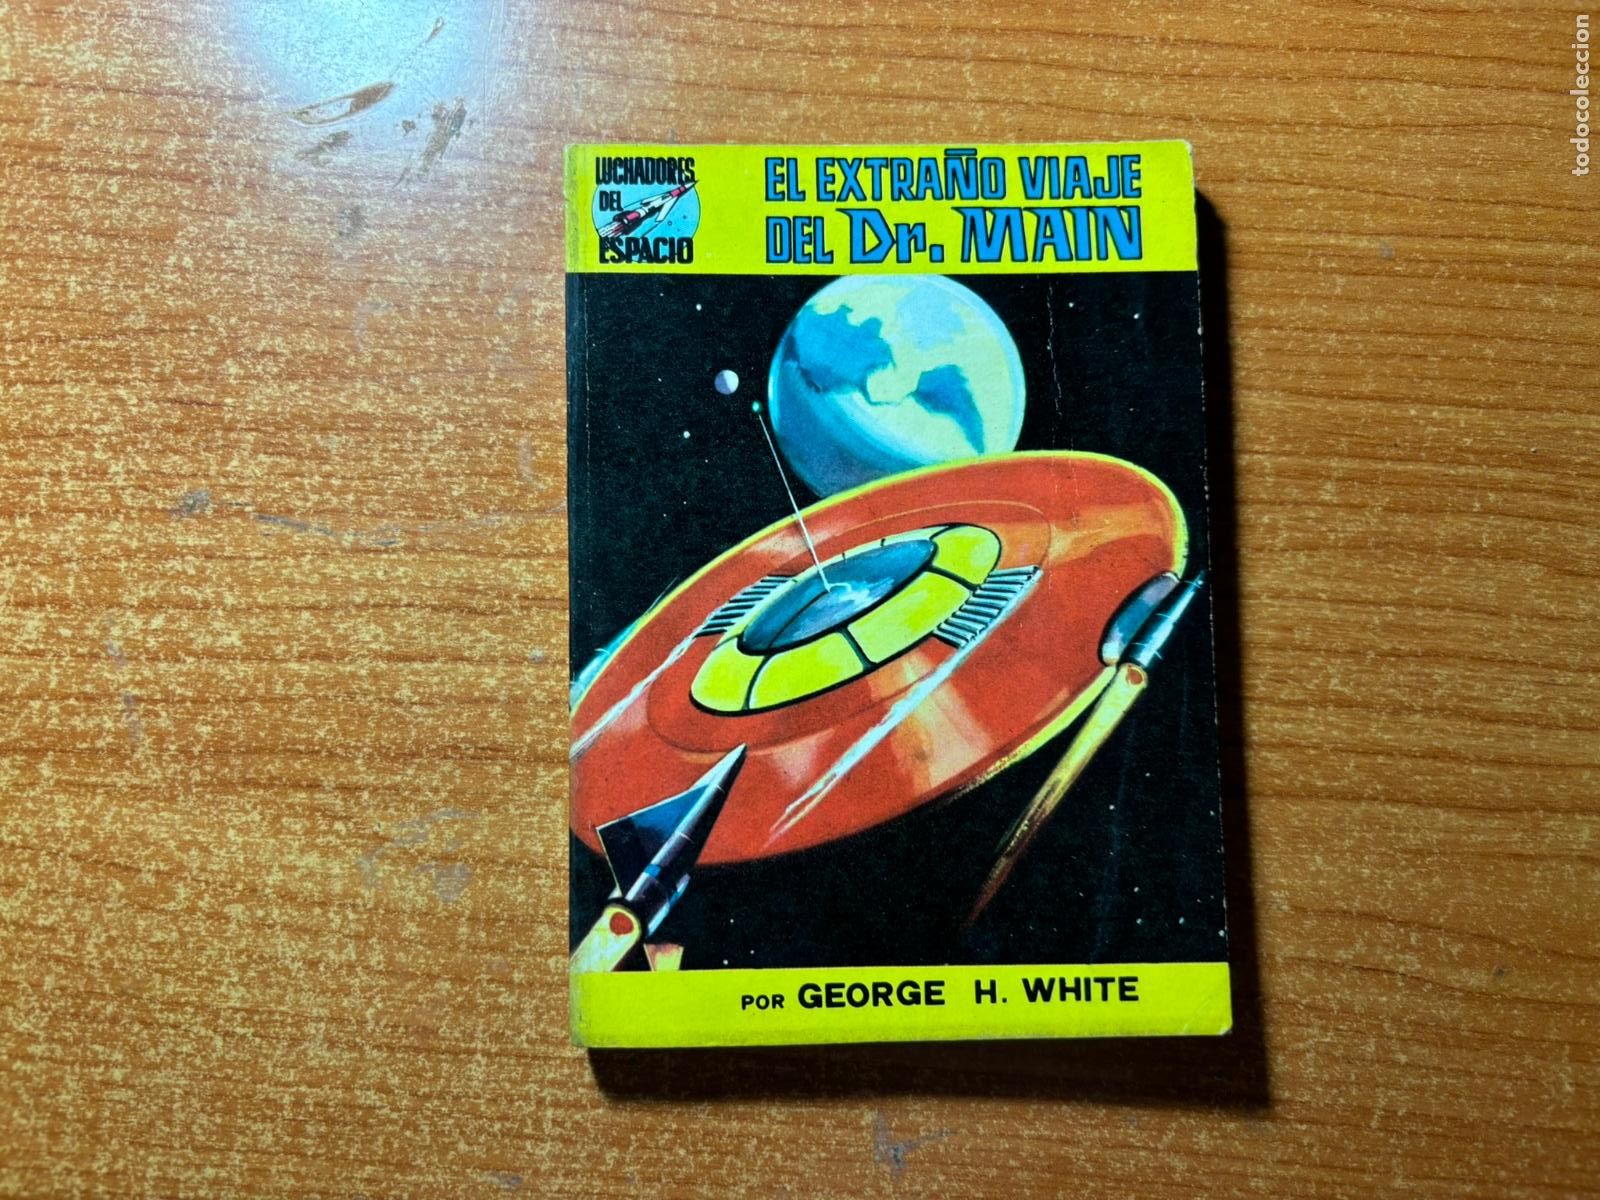 LUCHADORES
DEL
ESPACIO
EL EXTRAÑO VIAJE
DEL Dr. MAIN
POR GEORGE H. WHITE
todocoleccion